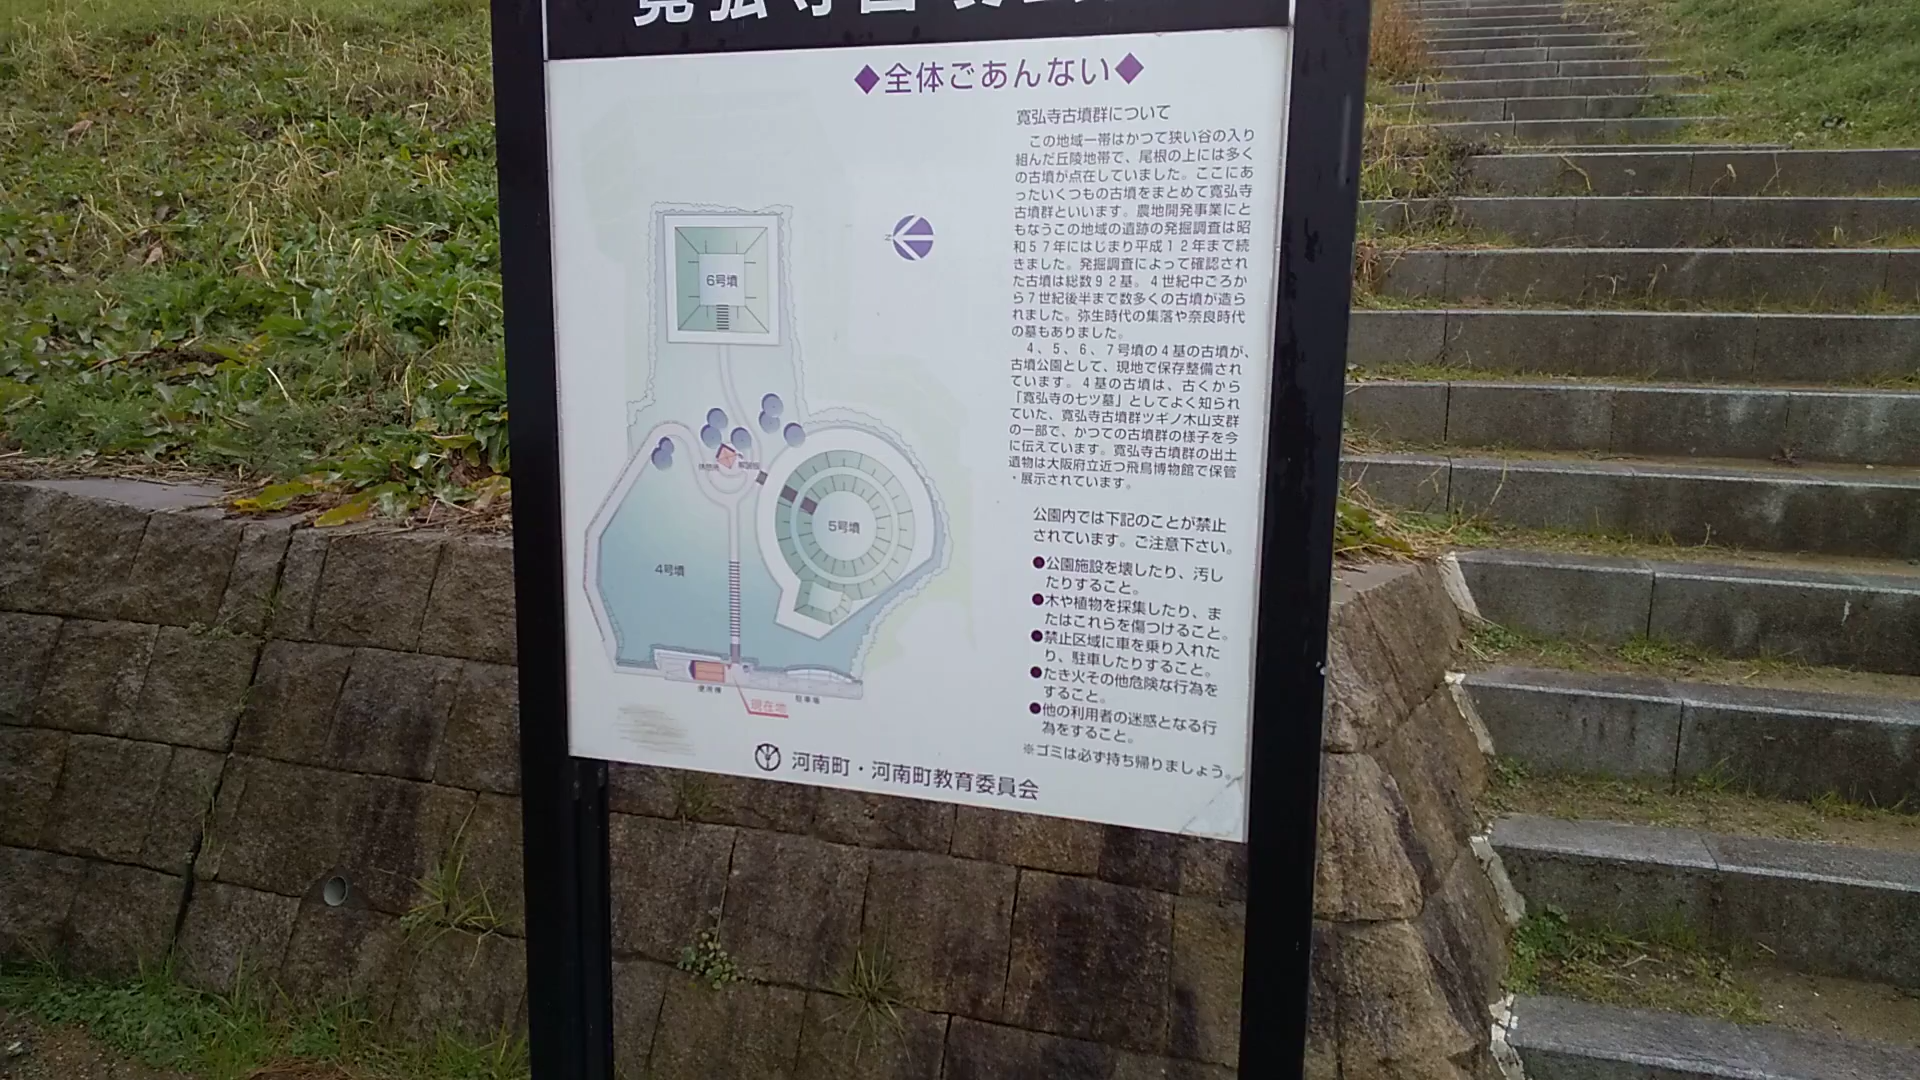 ◆全体ごあんない◆
寛弘寺古墳群について
この地域一帯はかつて狭い谷の入り
組んだ丘陵地帯で、尾根の上には多く
の古墳が点在していました。ここにあ
ったいくつもの古墳をまとめて寛弘寺
古墳群といいます。農地開発事業にと
もなうこの地域の遺跡の発掘調査は昭
和57年にはじまり平成12年まで続
きました。発掘調査によって確認され
た古墳は総数92基。4世紀中ごろか
ら7世紀後半まで数多くの古墳が造ら
れました。弥生時代の集落や奈良時代
の墓もありました。
4、5、6、7号墳の4基の古墳が、
古墳公園として、現地で保存整備され
ています。4基の古墳は、古くから
「寛弘寺の七ツ墓」としてよく知られ
ていた、寛弘寺古墳群ツギノ木山支群
の一部で、かつての古墳群の様子を今
に伝えています。寛弘寺古墳群の出土
遺物は大阪府立近つ飛鳥博物館で保管
・展示されています。
公園内では下記のことが禁止
されています。ご注意下さい。
●公園施設を壊したり、汚し
たりすること。
●木や植物を採集したり、ま
たはこれらを傷つけること。
●禁止区域に車を乗り入れた
り、駐車したりすること。
●たき火その他危険な行為を
すること。
●他の利用者の迷惑となる行
為をすること。
※ゴミは必ず持ち帰りましょう。
N
6号墳
休憩所
解説板
5号墳
4号墳
便所棟
駐車場
現在地
河南町・河南町教育委員会